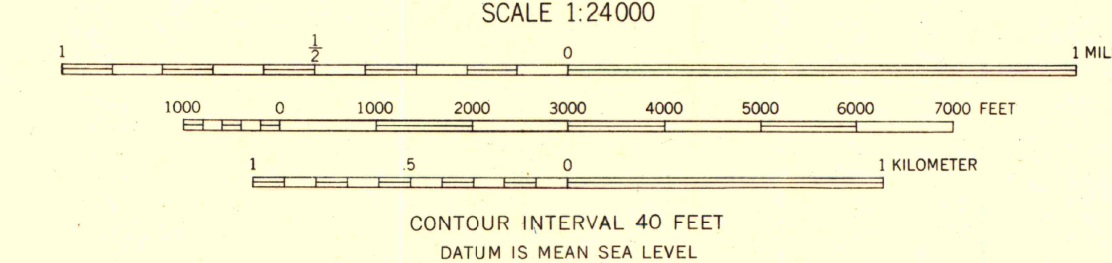 SCALE 1:24000
1 1/2 0 1 MIL
1000 0 1000 2000 3000 4000 5000 6000 7000 FEET
1 .5 0 1 KILOMETER
CONTOUR INTERVAL 40 FEET
DATUM IS MEAN SEA LEVEL